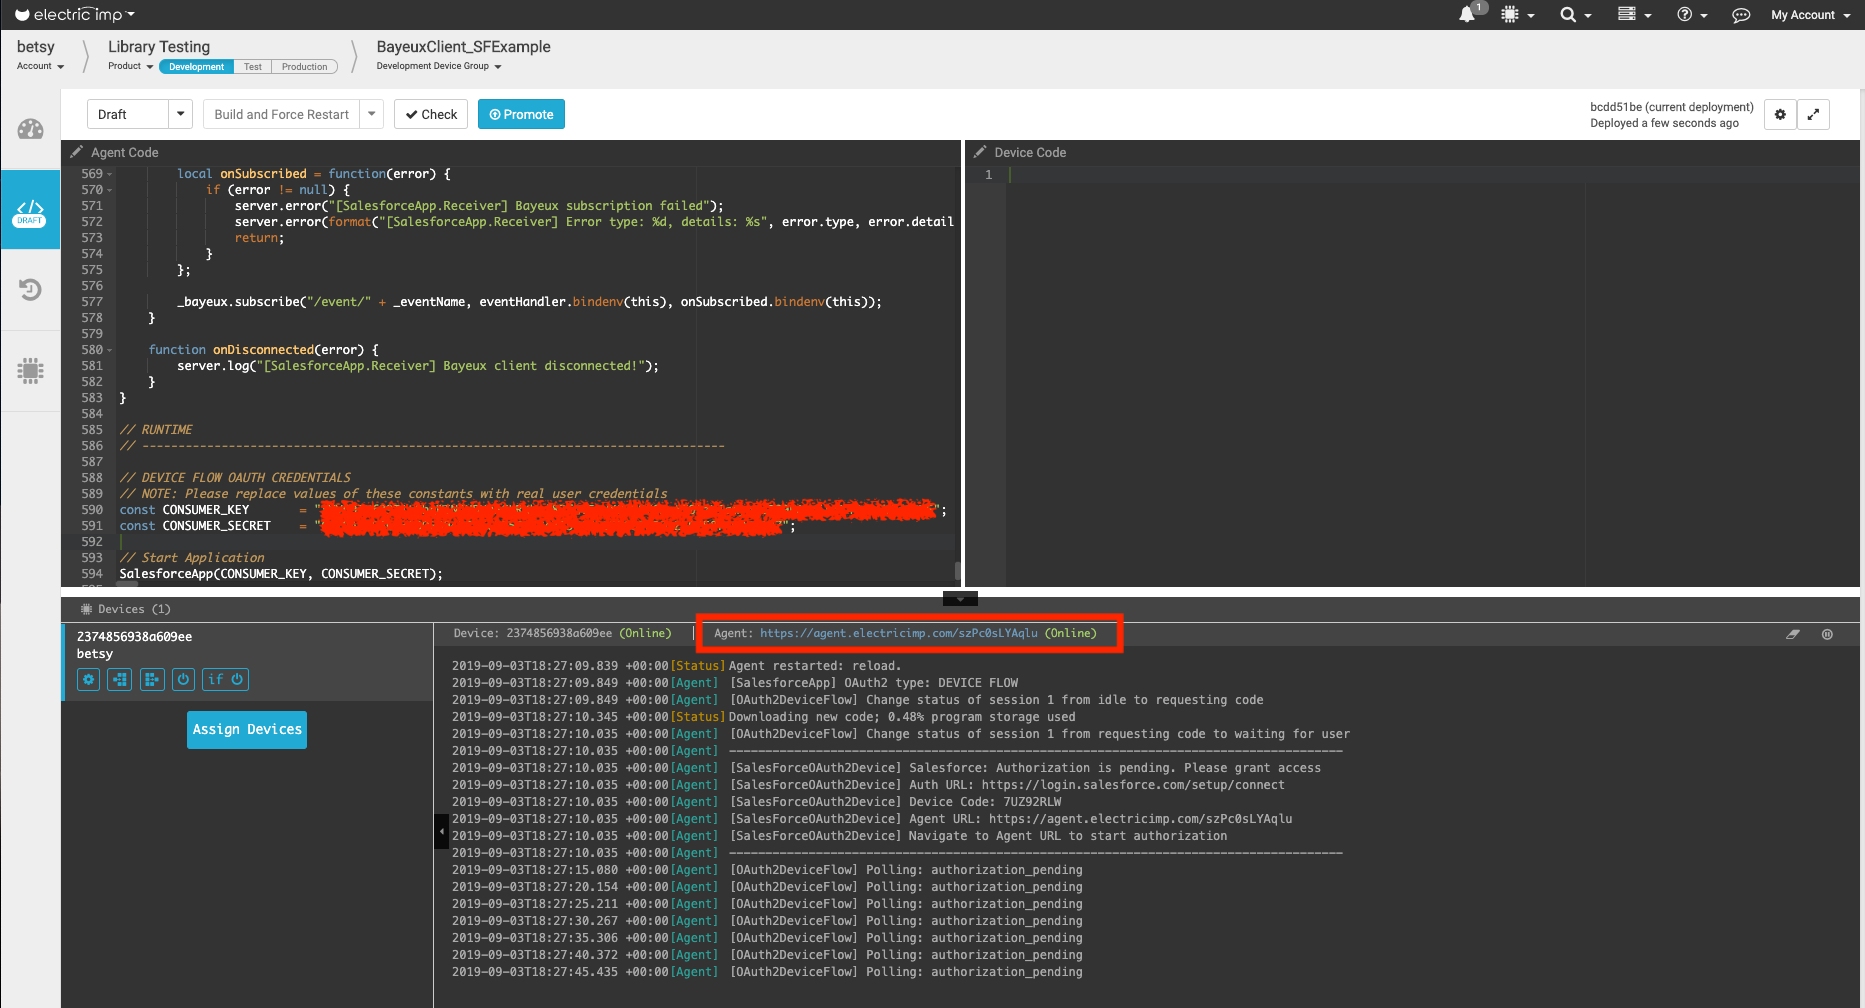 electric imp
1
My Account
betsy
Library Testing
BayeuxClient_SFExample
Account
Product
Development
Test
Production
Development Device Group
Draft
Build and Force Restart
Check
Promote
bcdd51be (current deployment)
Deployed a few seconds ago
DRAFT
Agent Code
569 local onSubscribed = function(error) {
570 if (error != null) {
571 server.error("[SalesforceApp.Receiver] Bayeux subscription failed");
572 server.error(format("[SalesforceApp.Receiver] Error type: %d, details: %s", error.type, error.detail
573 return;
574 }
575 };
576
577 _bayeux.subscribe("/event/" + _eventName, eventHandler.bindenv(this), onSubscribed.bindenv(this));
578 }
579
580 function onDisconnected(error) {
581 server.log("[SalesforceApp.Receiver] Bayeux client disconnected!");
582 }
583 }
584
585 // RUNTIME
586 // ---------------------------------------------------------------------------------
587
588 // DEVICE FLOW OAUTH CREDENTIALS
589 // NOTE: Please replace values of these constants with real user credentials
590 const CONSUMER_KEY = "";
591 const CONSUMER_SECRET = "";
592
593 // Start Application
594 SalesforceApp(CONSUMER_KEY, CONSUMER_SECRET);
Device Code
1
Devices (1)
2374856938a609ee
betsy
if
Assign Devices
Device: 2374856938a609ee (Online) | Agent: https://agent.electricimp.com/szPc0sLYAqlu (Online)
2019-09-03T18:27:09.839 +00:00 [Status] Agent restarted: reload.
2019-09-03T18:27:09.849 +00:00 [Agent] [SalesforceApp] OAuth2 type: DEVICE FLOW
2019-09-03T18:27:09.849 +00:00 [Agent] [OAuth2DeviceFlow] Change status of session 1 from idle to requesting code
2019-09-03T18:27:10.345 +00:00 [Status] Downloading new code; 0.48% program storage used
2019-09-03T18:27:10.035 +00:00 [Agent] [OAuth2DeviceFlow] Change status of session 1 from requesting code to waiting for user
2019-09-03T18:27:10.035 +00:00 [Agent] -------------------------------------------------------------------------------------
2019-09-03T18:27:10.035 +00:00 [Agent] [SalesForceOAuth2Device] Salesforce: Authorization is pending. Please grant access
2019-09-03T18:27:10.035 +00:00 [Agent] [SalesForceOAuth2Device] Auth URL: https://login.salesforce.com/setup/connect
2019-09-03T18:27:10.035 +00:00 [Agent] [SalesForceOAuth2Device] Device Code: 7UZ92RLW
2019-09-03T18:27:10.035 +00:00 [Agent] [SalesForceOAuth2Device] Agent URL: https://agent.electricimp.com/szPc0sLYAqlu
2019-09-03T18:27:10.035 +00:00 [Agent] [SalesForceOAuth2Device] Navigate to Agent URL to start authorization
2019-09-03T18:27:10.035 +00:00 [Agent] -------------------------------------------------------------------------------------
2019-09-03T18:27:15.080 +00:00 [Agent] [OAuth2DeviceFlow] Polling: authorization_pending
2019-09-03T18:27:20.154 +00:00 [Agent] [OAuth2DeviceFlow] Polling: authorization_pending
2019-09-03T18:27:25.211 +00:00 [Agent] [OAuth2DeviceFlow] Polling: authorization_pending
2019-09-03T18:27:30.267 +00:00 [Agent] [OAuth2DeviceFlow] Polling: authorization_pending
2019-09-03T18:27:35.306 +00:00 [Agent] [OAuth2DeviceFlow] Polling: authorization_pending
2019-09-03T18:27:40.372 +00:00 [Agent] [OAuth2DeviceFlow] Polling: authorization_pending
2019-09-03T18:27:45.435 +00:00 [Agent] [OAuth2DeviceFlow] Polling: authorization_pending